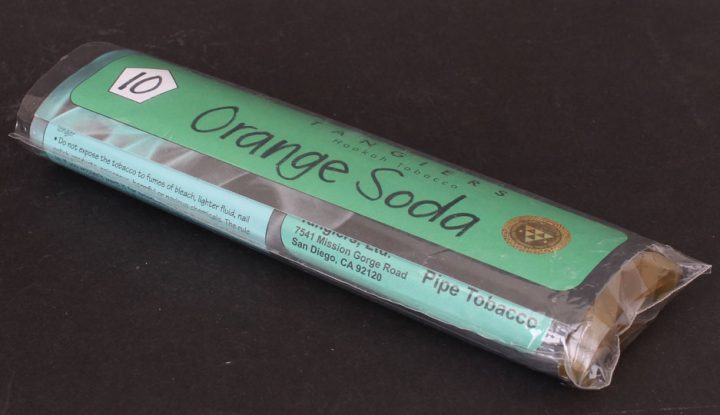 10
TANGIERS
Hookah Tobacco
Orange Soda
longer.
• Do not expose the tobacco to fumes of bleach, lighter fluid, nail
Tangiers, Ltd.
7541 Mission Gorge Road
San Diego, CA 92120
Pipe Tobacco